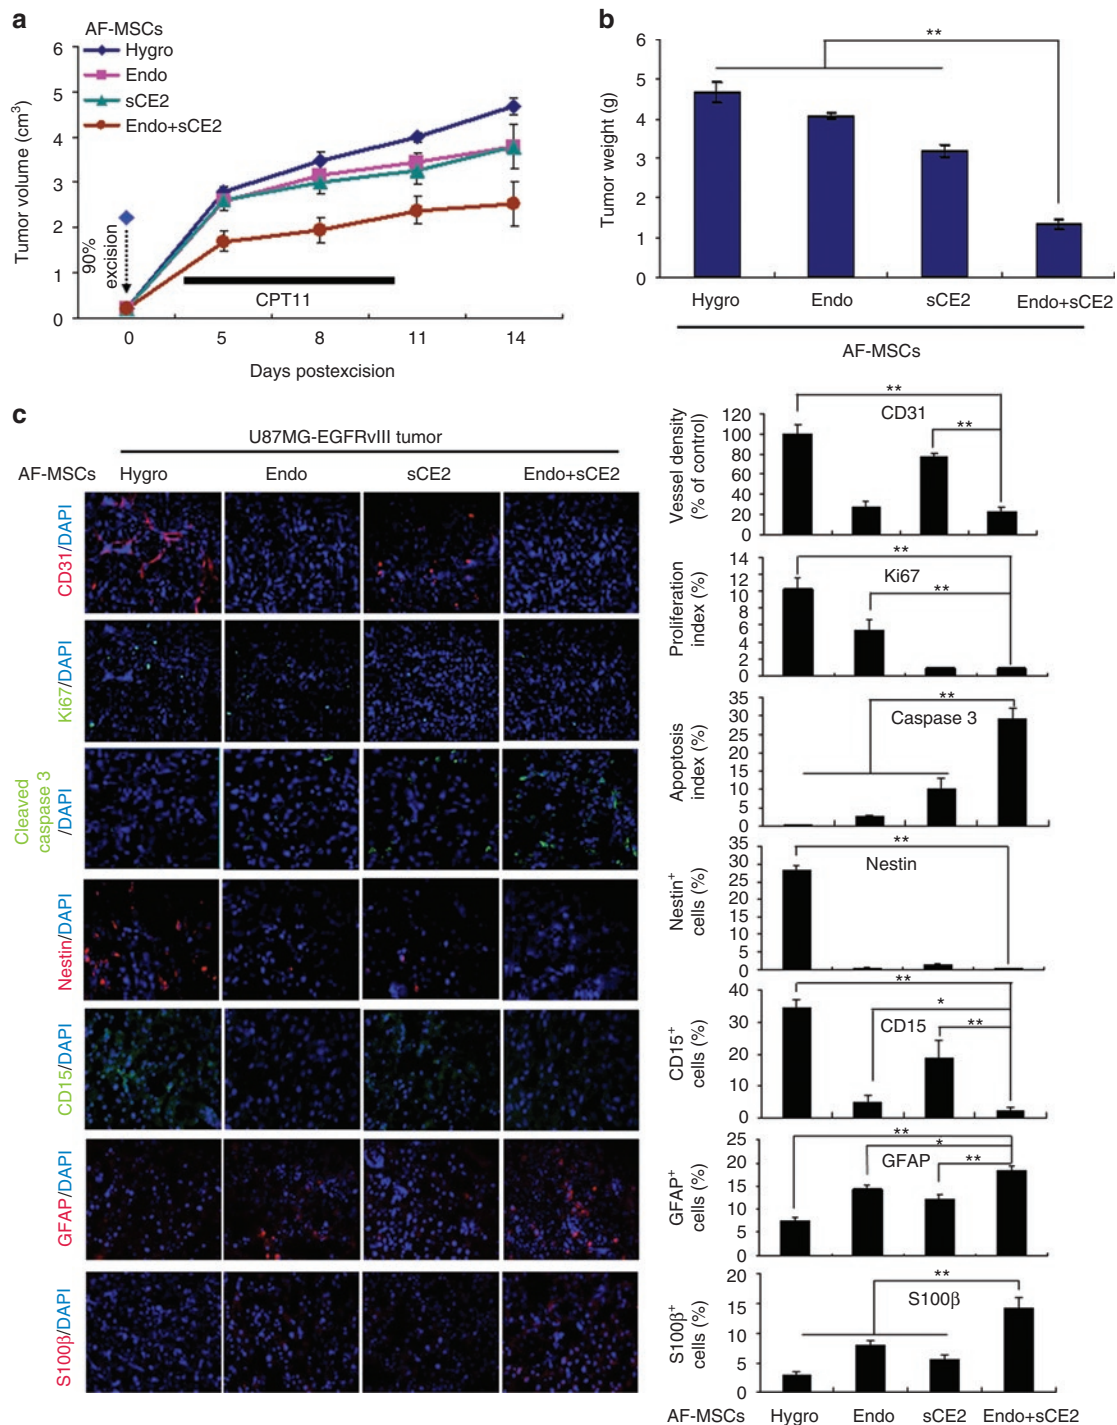 a
AF-MSCs
Hygro
Endo
sCE2
Endo+sCE2
Tumor volume (cm³)
6
5
4
3
2
1
0
90%
excision
CPT11
0 5 8 11 14
Days postexcision
b
**
Tumor weight (g)
6
5
4
3
2
1
0
Hygro Endo sCE2 Endo+sCE2
AF-MSCs
c
U87MG-EGFRvIII tumor
AF-MSCs Hygro Endo sCE2 Endo+sCE2
CD31/DAPI
Ki67/DAPI
Cleaved
caspase 3
/DAPI
Nestin/DAPI
CD15/DAPI
GFAP/DAPI
S100β/DAPI
**
CD31
**
Vessel density
(% of control)
120
100
80
60
40
20
0
**
Ki67
**
Proliferation
index (%)
14
12
10
8
6
4
2
0
**
Caspase 3
Apoptosis
index (%)
35
30
25
20
15
10
5
0
**
Nestin
Nestin⁺
cells (%)
35
30
25
20
15
10
5
0
**
*
CD15
**
CD15⁺
cells (%)
40
30
20
10
0
**
*
GFAP
**
GFAP⁺
cells (%)
25
20
15
10
5
0
**
S100β
S100β⁺
cells (%)
20
15
10
5
0
AF-MSCs Hygro Endo sCE2 Endo+sCE2